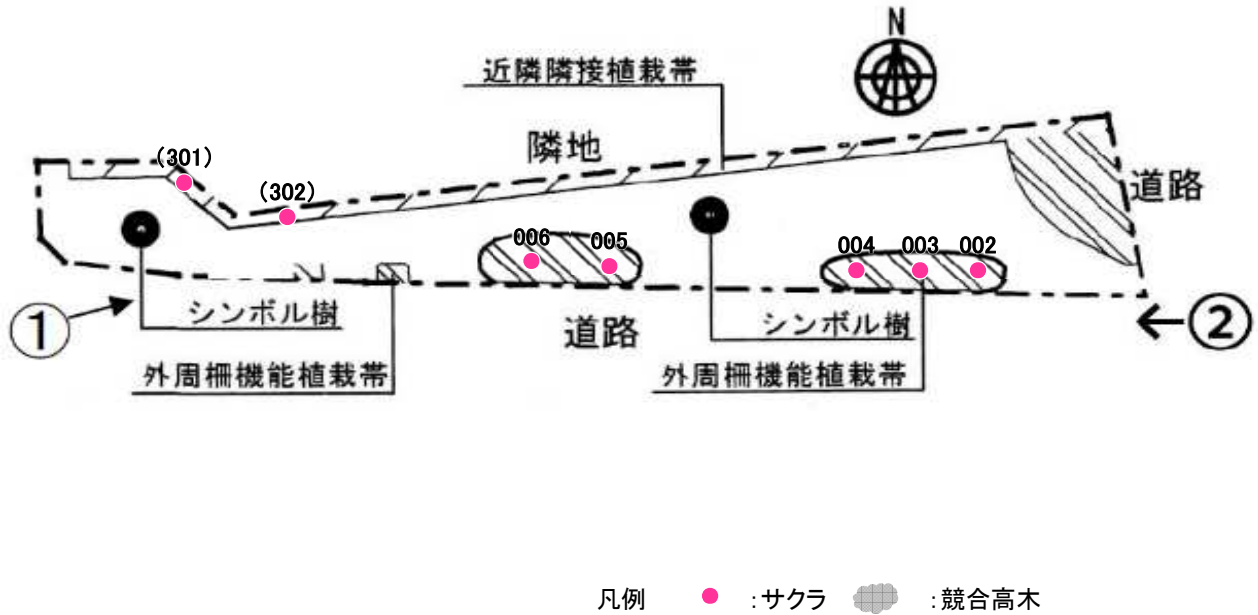 N
近隣隣接植栽帯
隣地
(301)
(302)
道路
006
005
004
003
002
①
シンボル樹
道路
シンボル樹
②
外周柵機能植栽帯
外周柵機能植栽帯
凡例 :サクラ :競合高木